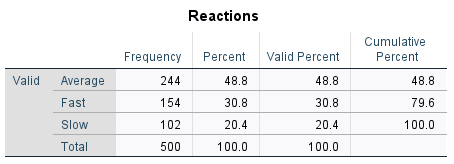 Reactions
Frequency Percent Valid Percent Cumulative Percent
Valid Average 244 48.8 48.8 48.8
Fast 154 30.8 30.8 79.6
Slow 102 20.4 20.4 100.0
Total 500 100.0 100.0